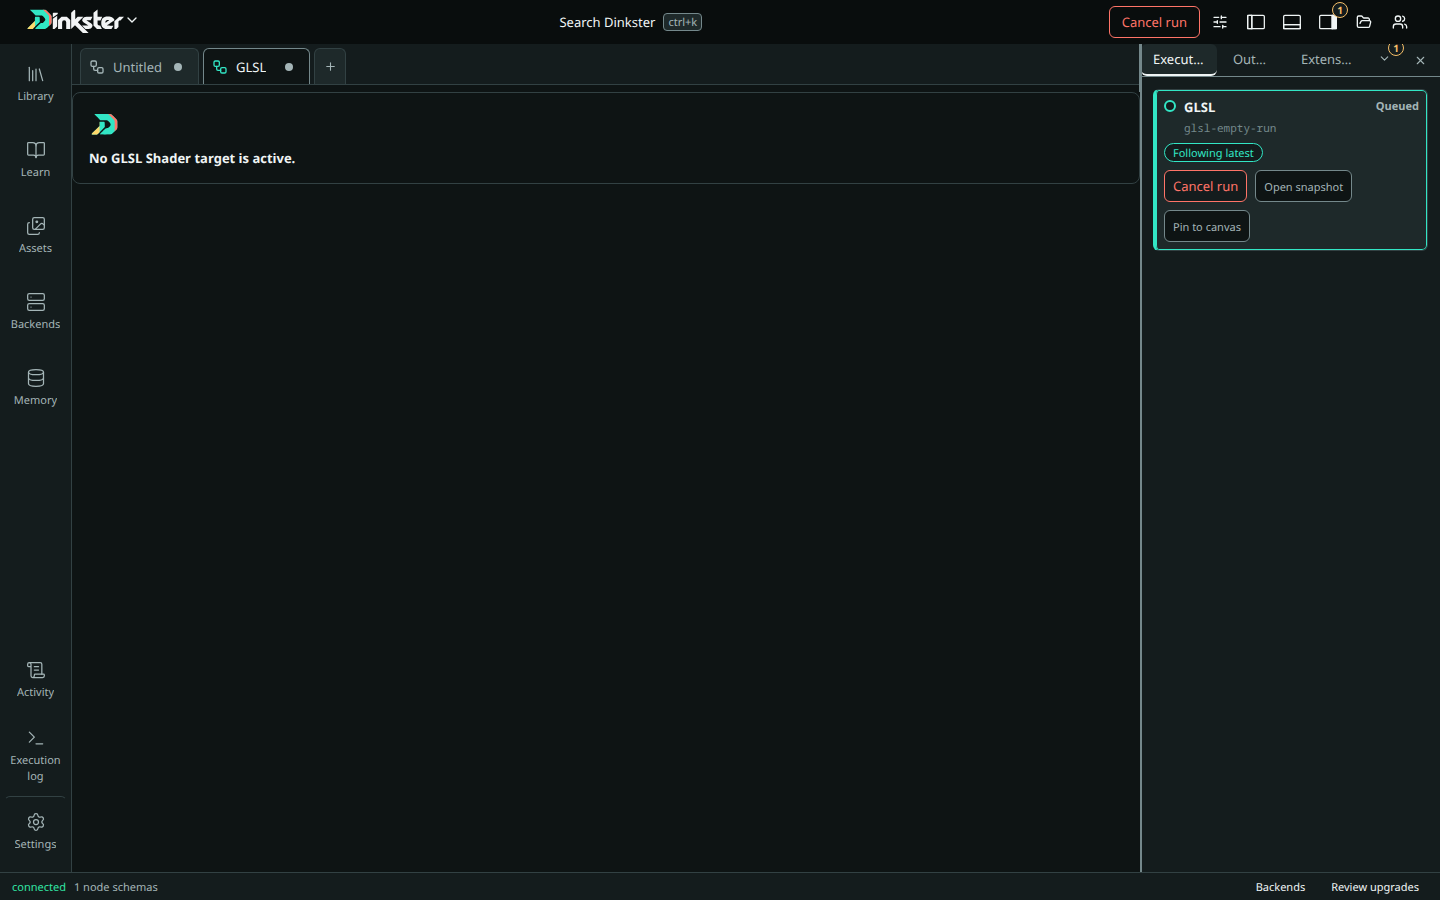 Dinkster
Search Dinkster ctrl+k
Cancel run
1
Library
Learn
Assets
Backends
Memory
Activity
Execution
log
Settings
Untitled
GLSL
+
No GLSL Shader target is active.
Execut...
Out...
Extens...
1
GLSL
Queued
glsl-empty-run
Following latest
Cancel run
Open snapshot
Pin to canvas
connected 1 node schemas
Backends
Review upgrades